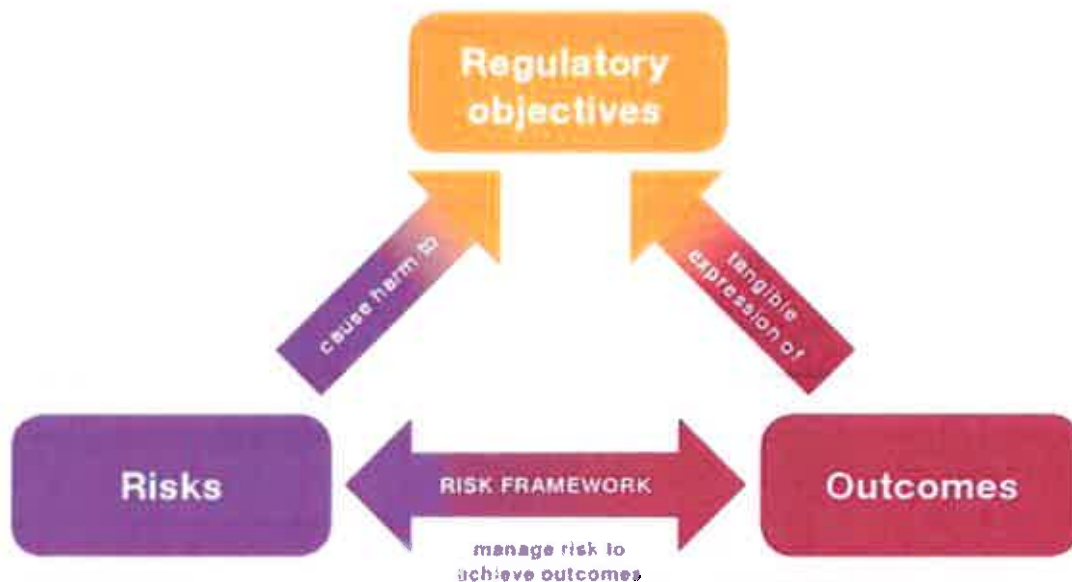 Regulatory
objectives
cause harm to
tangible
expression of
Risks
RISK FRAMEWORK
Outcomes
manage risk to
achieve outcomes